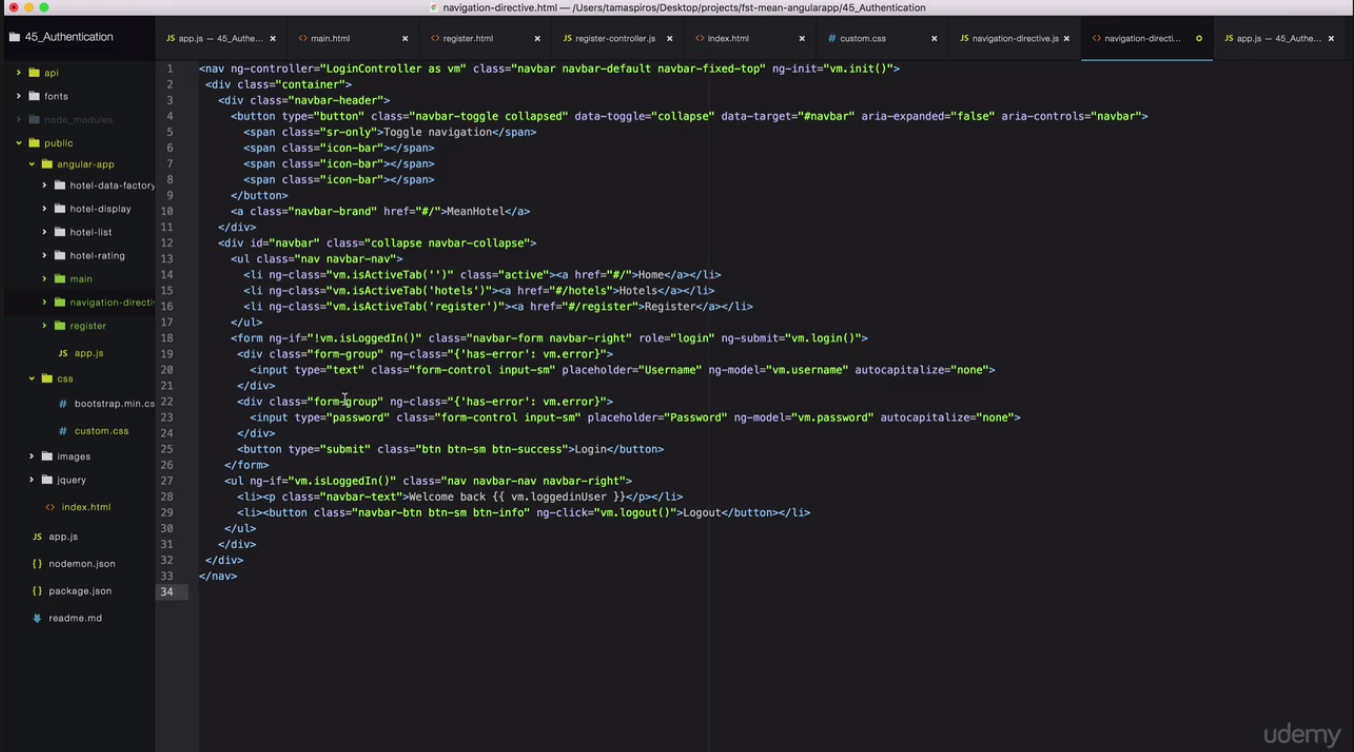 navigation-directive.html — /Users/tamaspiros/Desktop/projects/fst-mean-angularapp/45_Authentication
45_Authentication
JS app.js — 45_Authe... ×
<> main.html ×
<> register.html ×
JS register-controller.js ×
<> index.html ×
# custom.css ×
JS navigation-directive.js ×
<> navigation-directi...
JS app.js — 45_Authe... ×
api
fonts
node_modules
public
angular-app
hotel-data-factory
hotel-display
hotel-list
hotel-rating
main
navigation-directiv
register
JS app.js
css
# bootstrap.min.cs
# custom.css
images
jquery
<> index.html
JS app.js
{} nodemon.json
{} package.json
readme.md
1 <nav ng-controller="LoginController as vm" class="navbar navbar-default navbar-fixed-top" ng-init="vm.init()">
2 <div class="container">
3 <div class="navbar-header">
4 <button type="button" class="navbar-toggle collapsed" data-toggle="collapse" data-target="#navbar" aria-expanded="false" aria-controls="navbar">
5 <span class="sr-only">Toggle navigation</span>
6 <span class="icon-bar"></span>
7 <span class="icon-bar"></span>
8 <span class="icon-bar"></span>
9 </button>
10 <a class="navbar-brand" href="#/">MeanHotel</a>
11 </div>
12 <div id="navbar" class="collapse navbar-collapse">
13 <ul class="nav navbar-nav">
14 <li ng-class="vm.isActiveTab('')" class="active"><a href="#/">Home</a></li>
15 <li ng-class="vm.isActiveTab('hotels')"><a href="#/hotels">Hotels</a></li>
16 <li ng-class="vm.isActiveTab('register')"><a href="#/register">Register</a></li>
17 </ul>
18 <form ng-if="!vm.isLoggedIn()" class="navbar-form navbar-right" role="login" ng-submit="vm.login()">
19 <div class="form-group" ng-class="{'has-error': vm.error}">
20 <input type="text" class="form-control input-sm" placeholder="Username" ng-model="vm.username" autocapitalize="none">
21 </div>
22 <div class="form-group" ng-class="{'has-error': vm.error}">
23 <input type="password" class="form-control input-sm" placeholder="Password" ng-model="vm.password" autocapitalize="none">
24 </div>
25 <button type="submit" class="btn btn-sm btn-success">Login</button>
26 </form>
27 <ul ng-if="vm.isLoggedIn()" class="nav navbar-nav navbar-right">
28 <li><p class="navbar-text">Welcome back {{ vm.loggedinUser }}</p></li>
29 <li><button class="navbar-btn btn-sm btn-info" ng-click="vm.logout()">Logout</button></li>
30 </ul>
31 </div>
32 </div>
33 </nav>
34
udemy